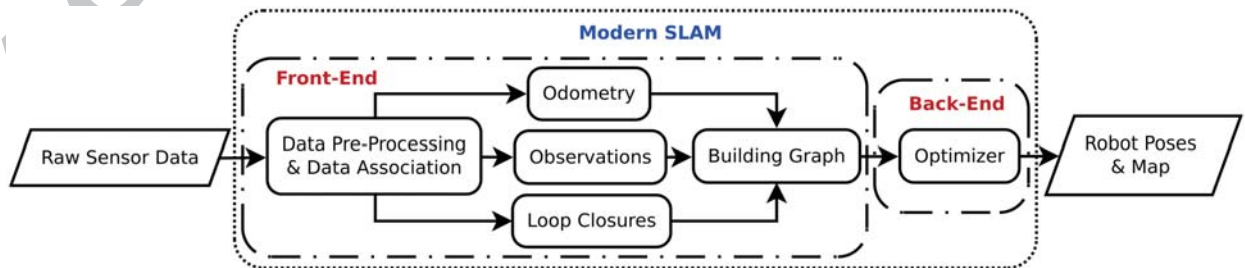 Modern SLAM
Front-End
Back-End
Raw Sensor Data
Data Pre-Processing
& Data Association
Odometry
Observations
Loop Closures
Building Graph
Optimizer
Robot Poses
& Map